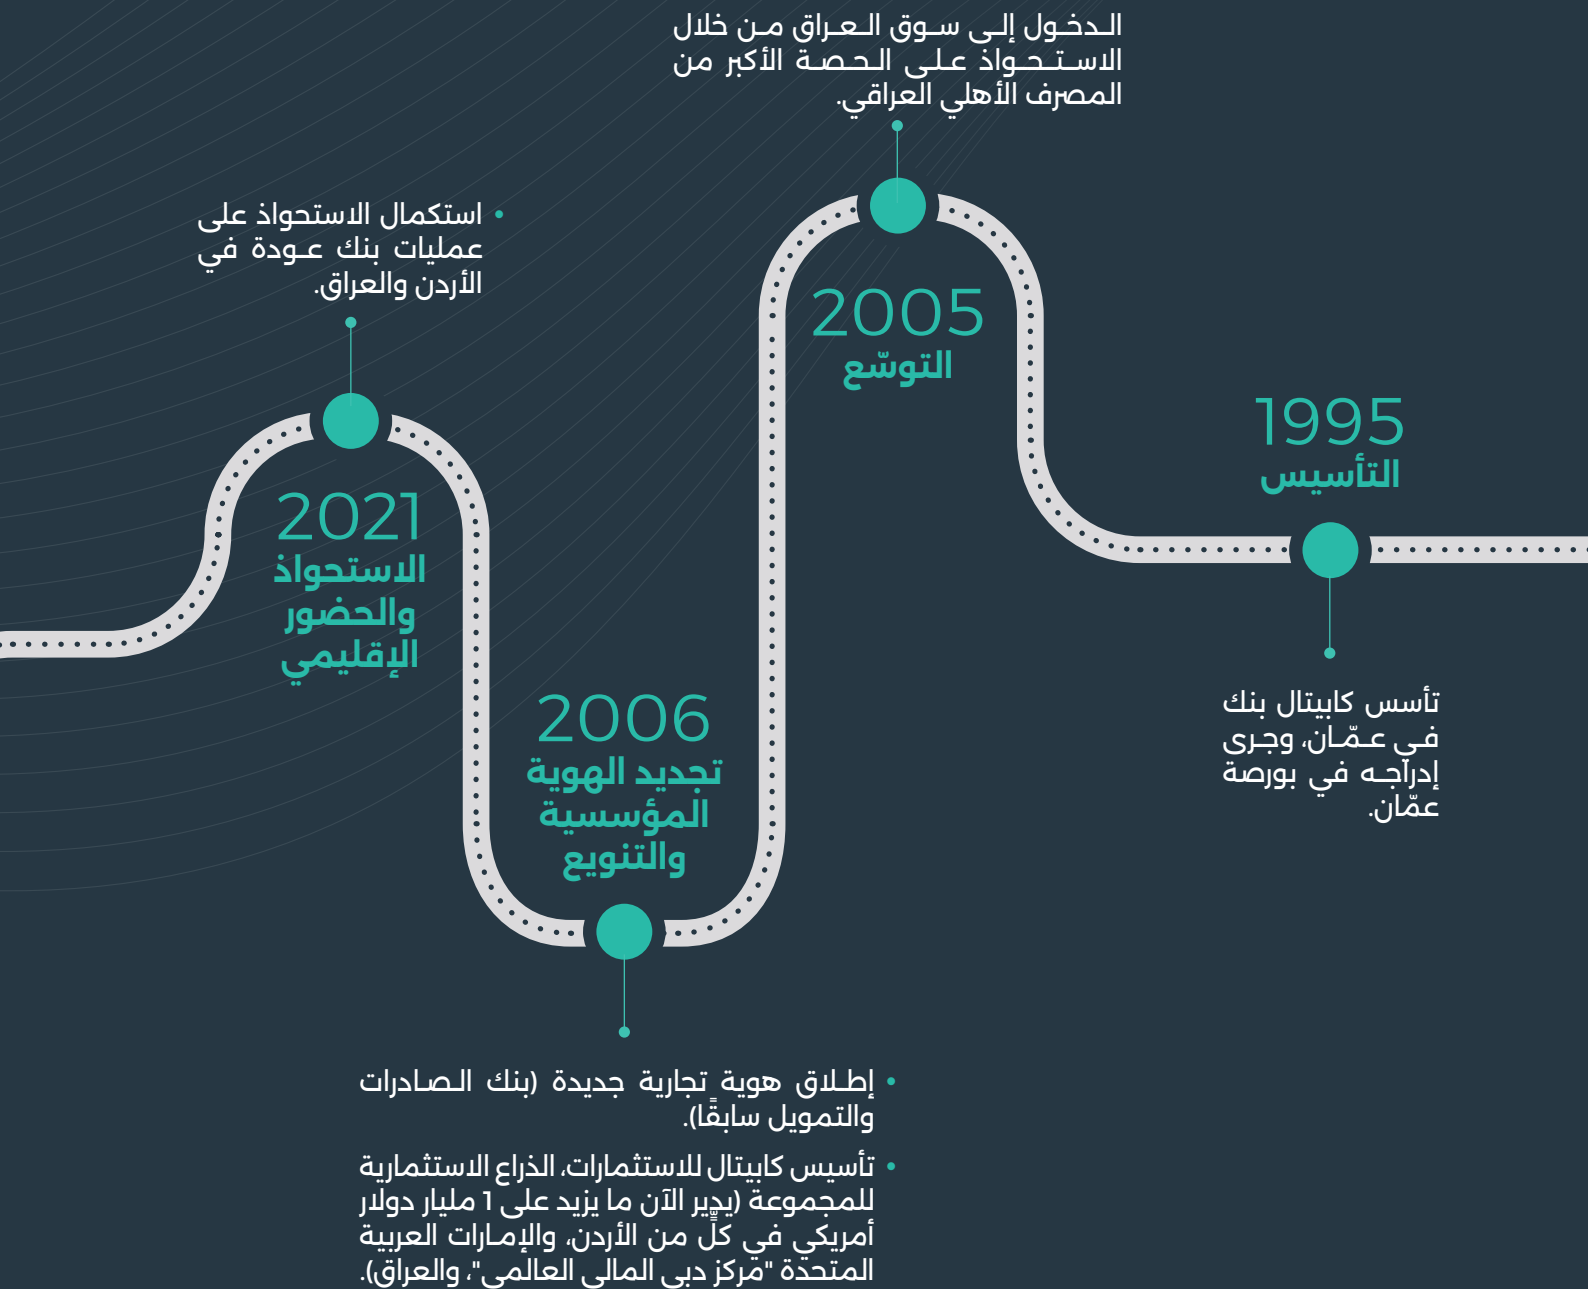 1995
التأسيس
تأسس كابيتال بنك
في عمّان، وجرى
إدراجه في بورصة
عمّان.
الدخول إلى سوق العراق من خلال
الاستحواذ على الحصة الأكبر من
المصرف الأهلي العراقي.
2005
التوسّع
2006
تجديد الهوية
المؤسسية
والتنويع
• إطلاق هوية تجارية جديدة (بنك الصادرات
والتمويل سابقًا).
• تأسيس كابيتال للاستثمارات، الذراع الاستثمارية
للمجموعة (يدير الآن ما يزيد على 1 مليار دولار
أمريكي في كلٍّ من الأردن، والإمارات العربية
المتحدة "مركز دبي المالي العالمي"، والعراق).
• استكمال الاستحواذ على
عمليات بنك عودة في
الأردن والعراق.
2021
الاستحواذ
والحضور
الإقليمي